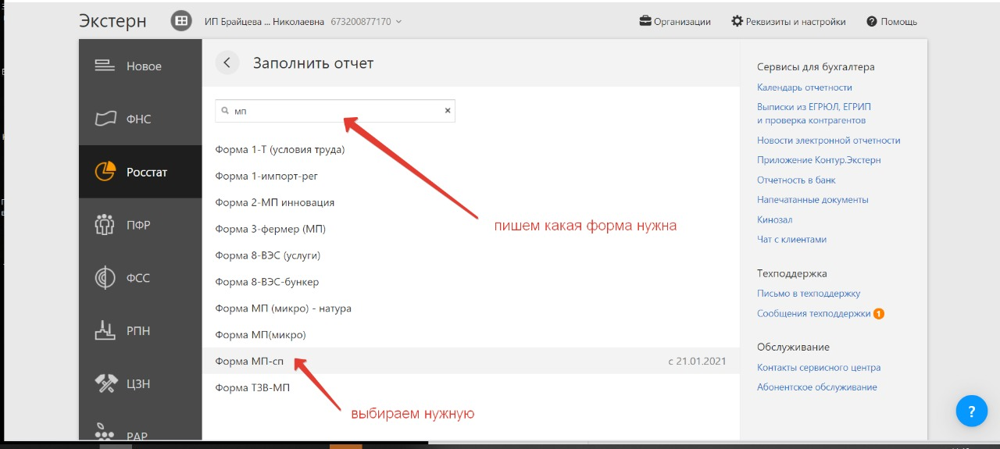 Экстерн
ИП Брайцева ... Николаевна 673200877170
Организации
Реквизиты и настройки
Помощь
Новое
ФНС
Росстат
ПФР
ФСС
РПН
ЦЗН
РАР
Заполнить отчет
мп
Форма 1-Т (условия труда)
Форма 1-импорт-рег
Форма 2-МП инновация
Форма 3-фермер (МП)
Форма 8-ВЭС (услуги)
Форма 8-ВЭС-бункер
Форма МП (микро) - натура
Форма МП(микро)
Форма МП-сп
с 21.01.2021
Форма ТЗВ-МП
пишем какая форма нужна
выбираем нужную
Сервисы для бухгалтера
Календарь отчетности
Выписки из ЕГРЮЛ, ЕГРИП
и проверка контрагентов
Новости электронной отчетности
Приложение Контур.Экстерн
Отчетность в банк
Напечатанные документы
Кинозал
Чат с клиентами
Техподдержка
Письмо в техподдержку
Сообщения техподдержки 1
Обслуживание
Контакты сервисного центра
Абонентское обслуживание
?